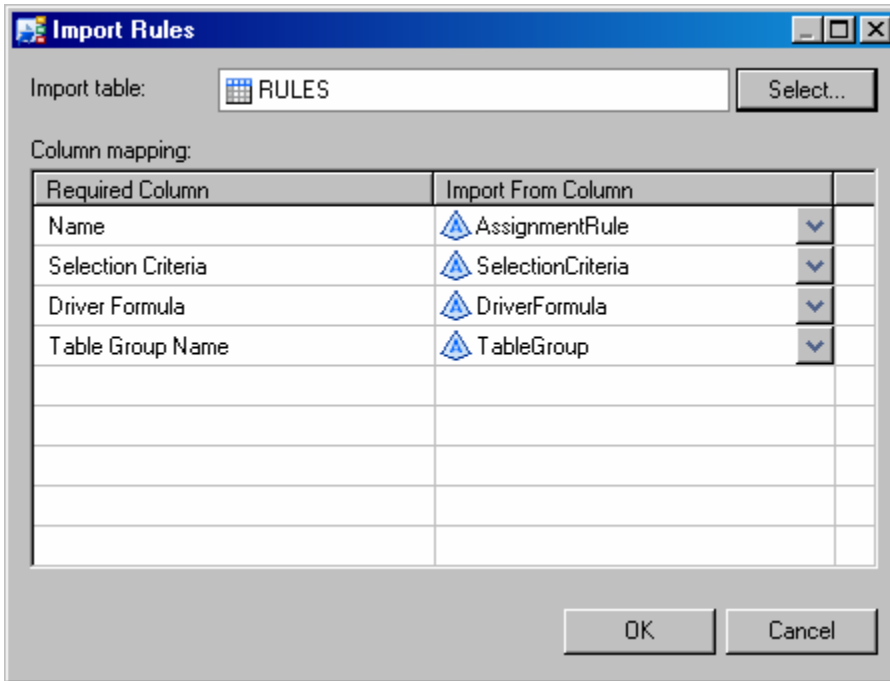 Import Rules
Import table: RULES Select...
Column mapping:
Required Column Import From Column
Name AssignmentRule
Selection Criteria SelectionCriteria
Driver Formula DriverFormula
Table Group Name TableGroup
OK Cancel